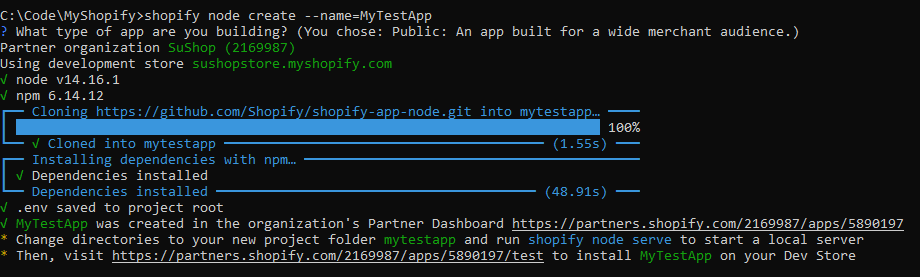 C:\Code\MyShopify>shopify node create --name=MyTestApp
? What type of app are you building? (You chose: Public: An app built for a wide merchant audience.)
Partner organization SuShop (2169987)
Using development store sushopstore.myshopify.com
√ node v14.16.1
√ npm 6.14.12
Cloning https://github.com/Shopify/shopify-app-node.git into mytestapp…
100%
√ Cloned into mytestapp (1.55s)
Installing dependencies with npm…
√ Dependencies installed
Dependencies installed (48.91s)
√ .env saved to project root
√ MyTestApp was created in the organization's Partner Dashboard https://partners.shopify.com/2169987/apps/5890197
* Change directories to your new project folder mytestapp and run shopify node serve to start a local server
* Then, visit https://partners.shopify.com/2169987/apps/5890197/test to install MyTestApp on your Dev Store